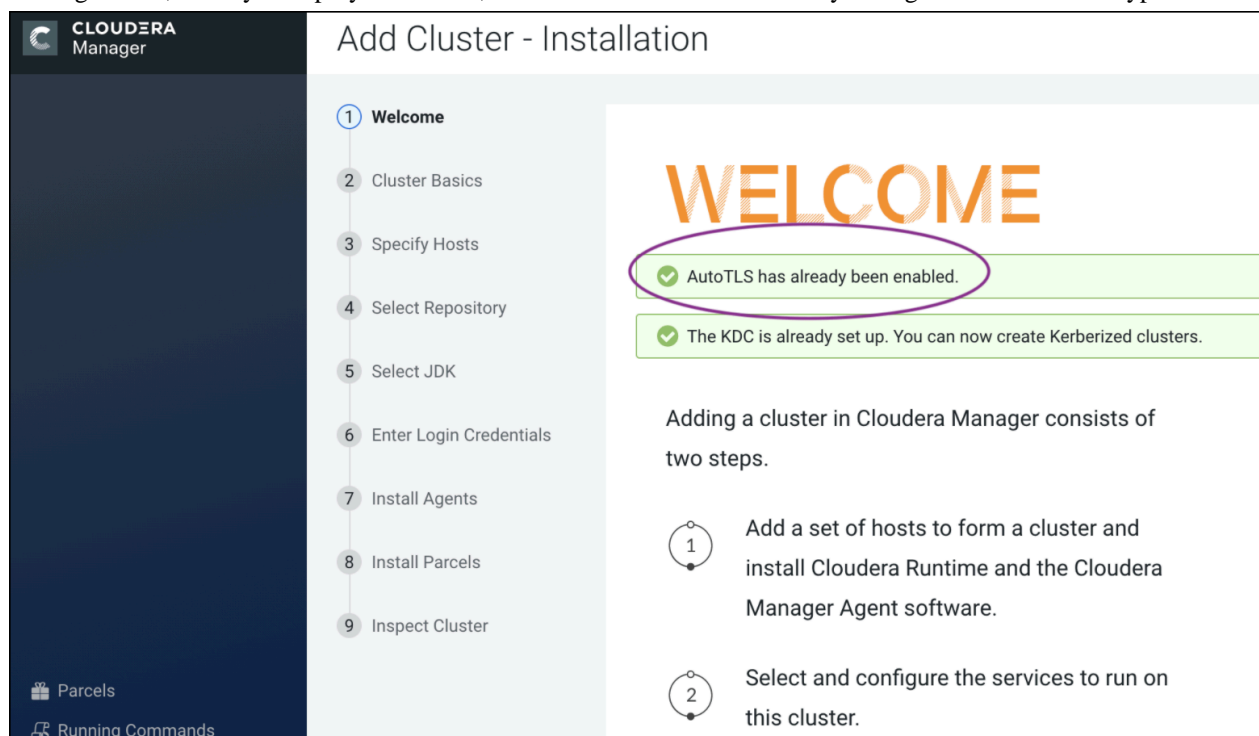 CLOUDERA
Manager
Add Cluster - Installation
1 Welcome
2 Cluster Basics
3 Specify Hosts
4 Select Repository
5 Select JDK
6 Enter Login Credentials
7 Install Agents
8 Install Parcels
9 Inspect Cluster
Parcels
Running Commands
WELCOME
AutoTLS has already been enabled.
The KDC is already set up. You can now create Kerberized clusters.
Adding a cluster in Cloudera Manager consists of
two steps.
1 Add a set of hosts to form a cluster and
install Cloudera Runtime and the Cloudera
Manager Agent software.
2 Select and configure the services to run on
this cluster.